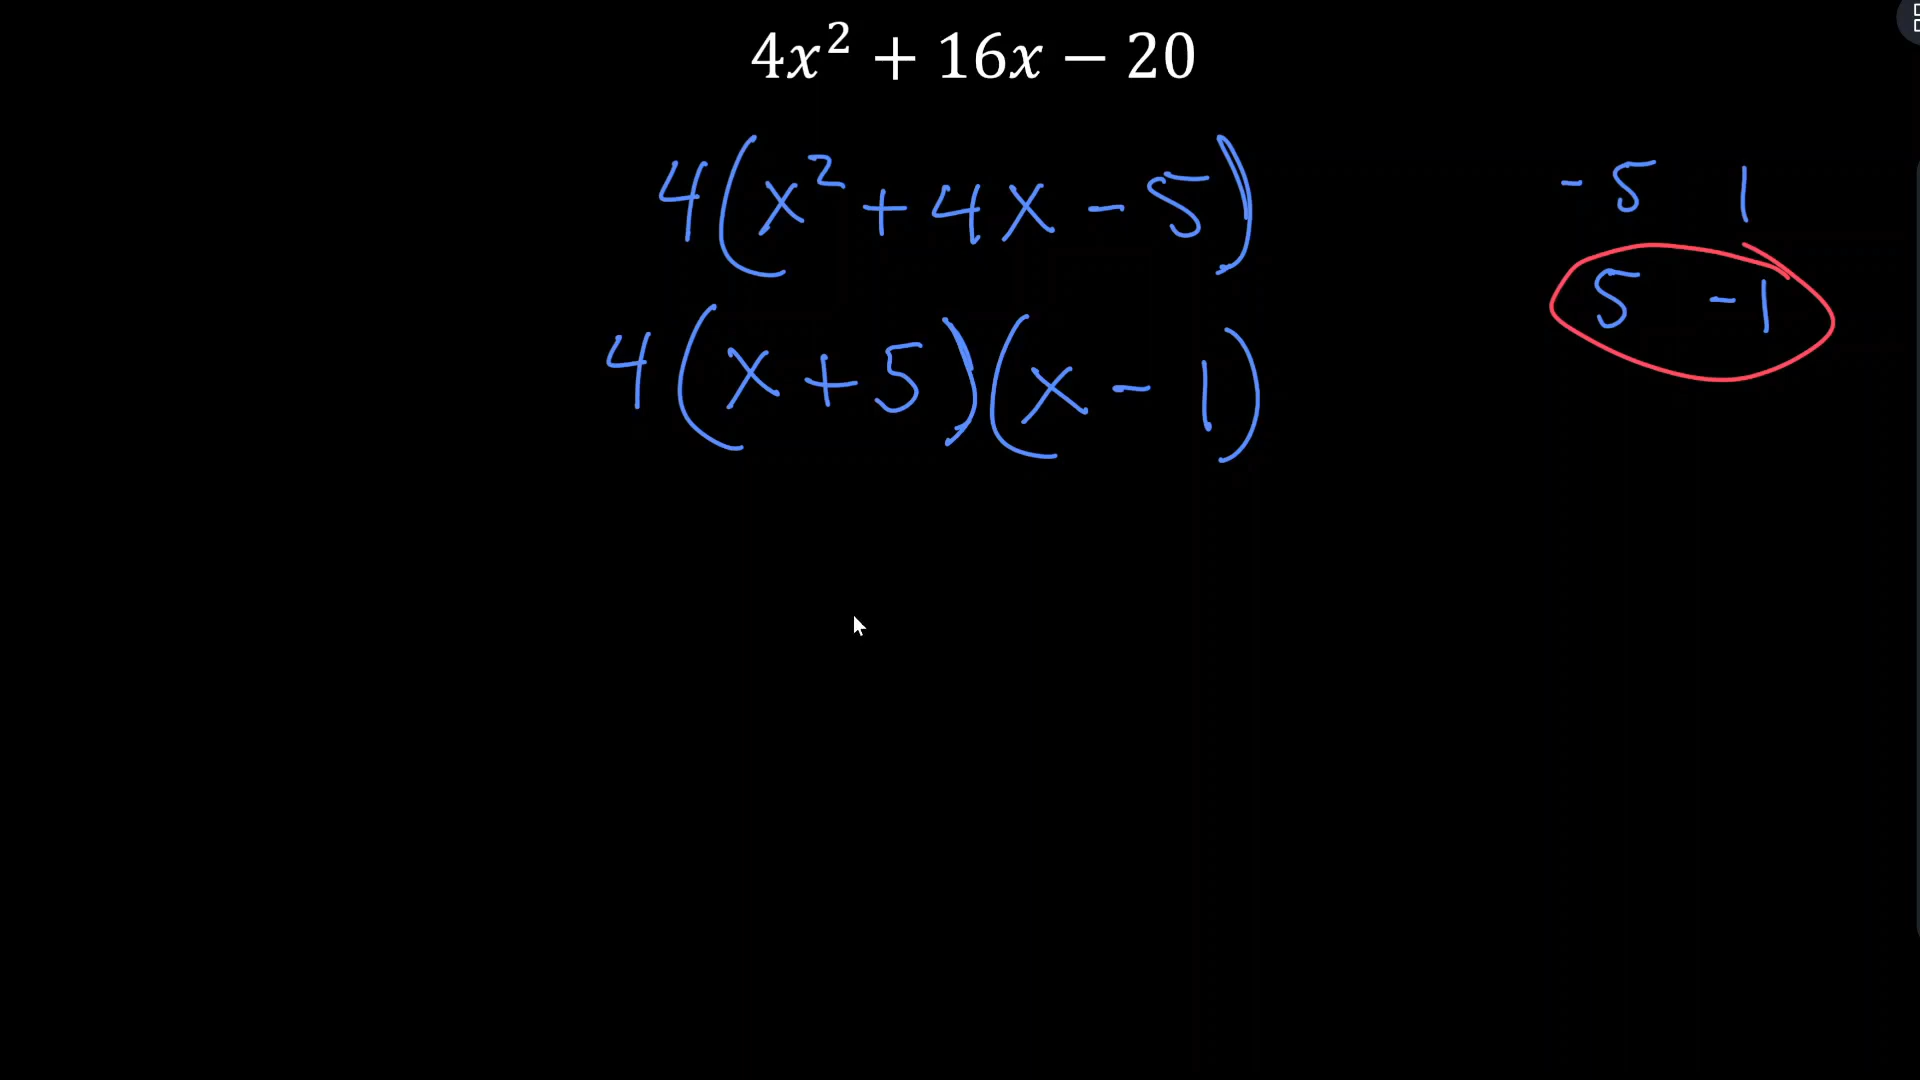 4x² + 16x − 20
4(x² + 4x - 5)
-5 1
5 -1
4(x + 5)(x - 1)